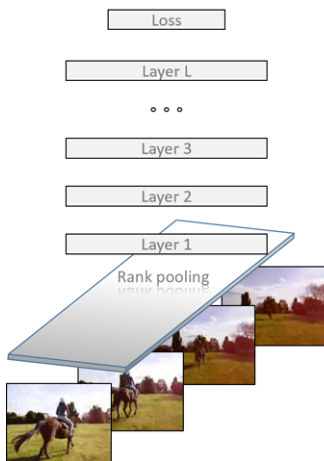 Loss
Layer L
Layer 3
Layer 2
Layer 1
Rank pooling